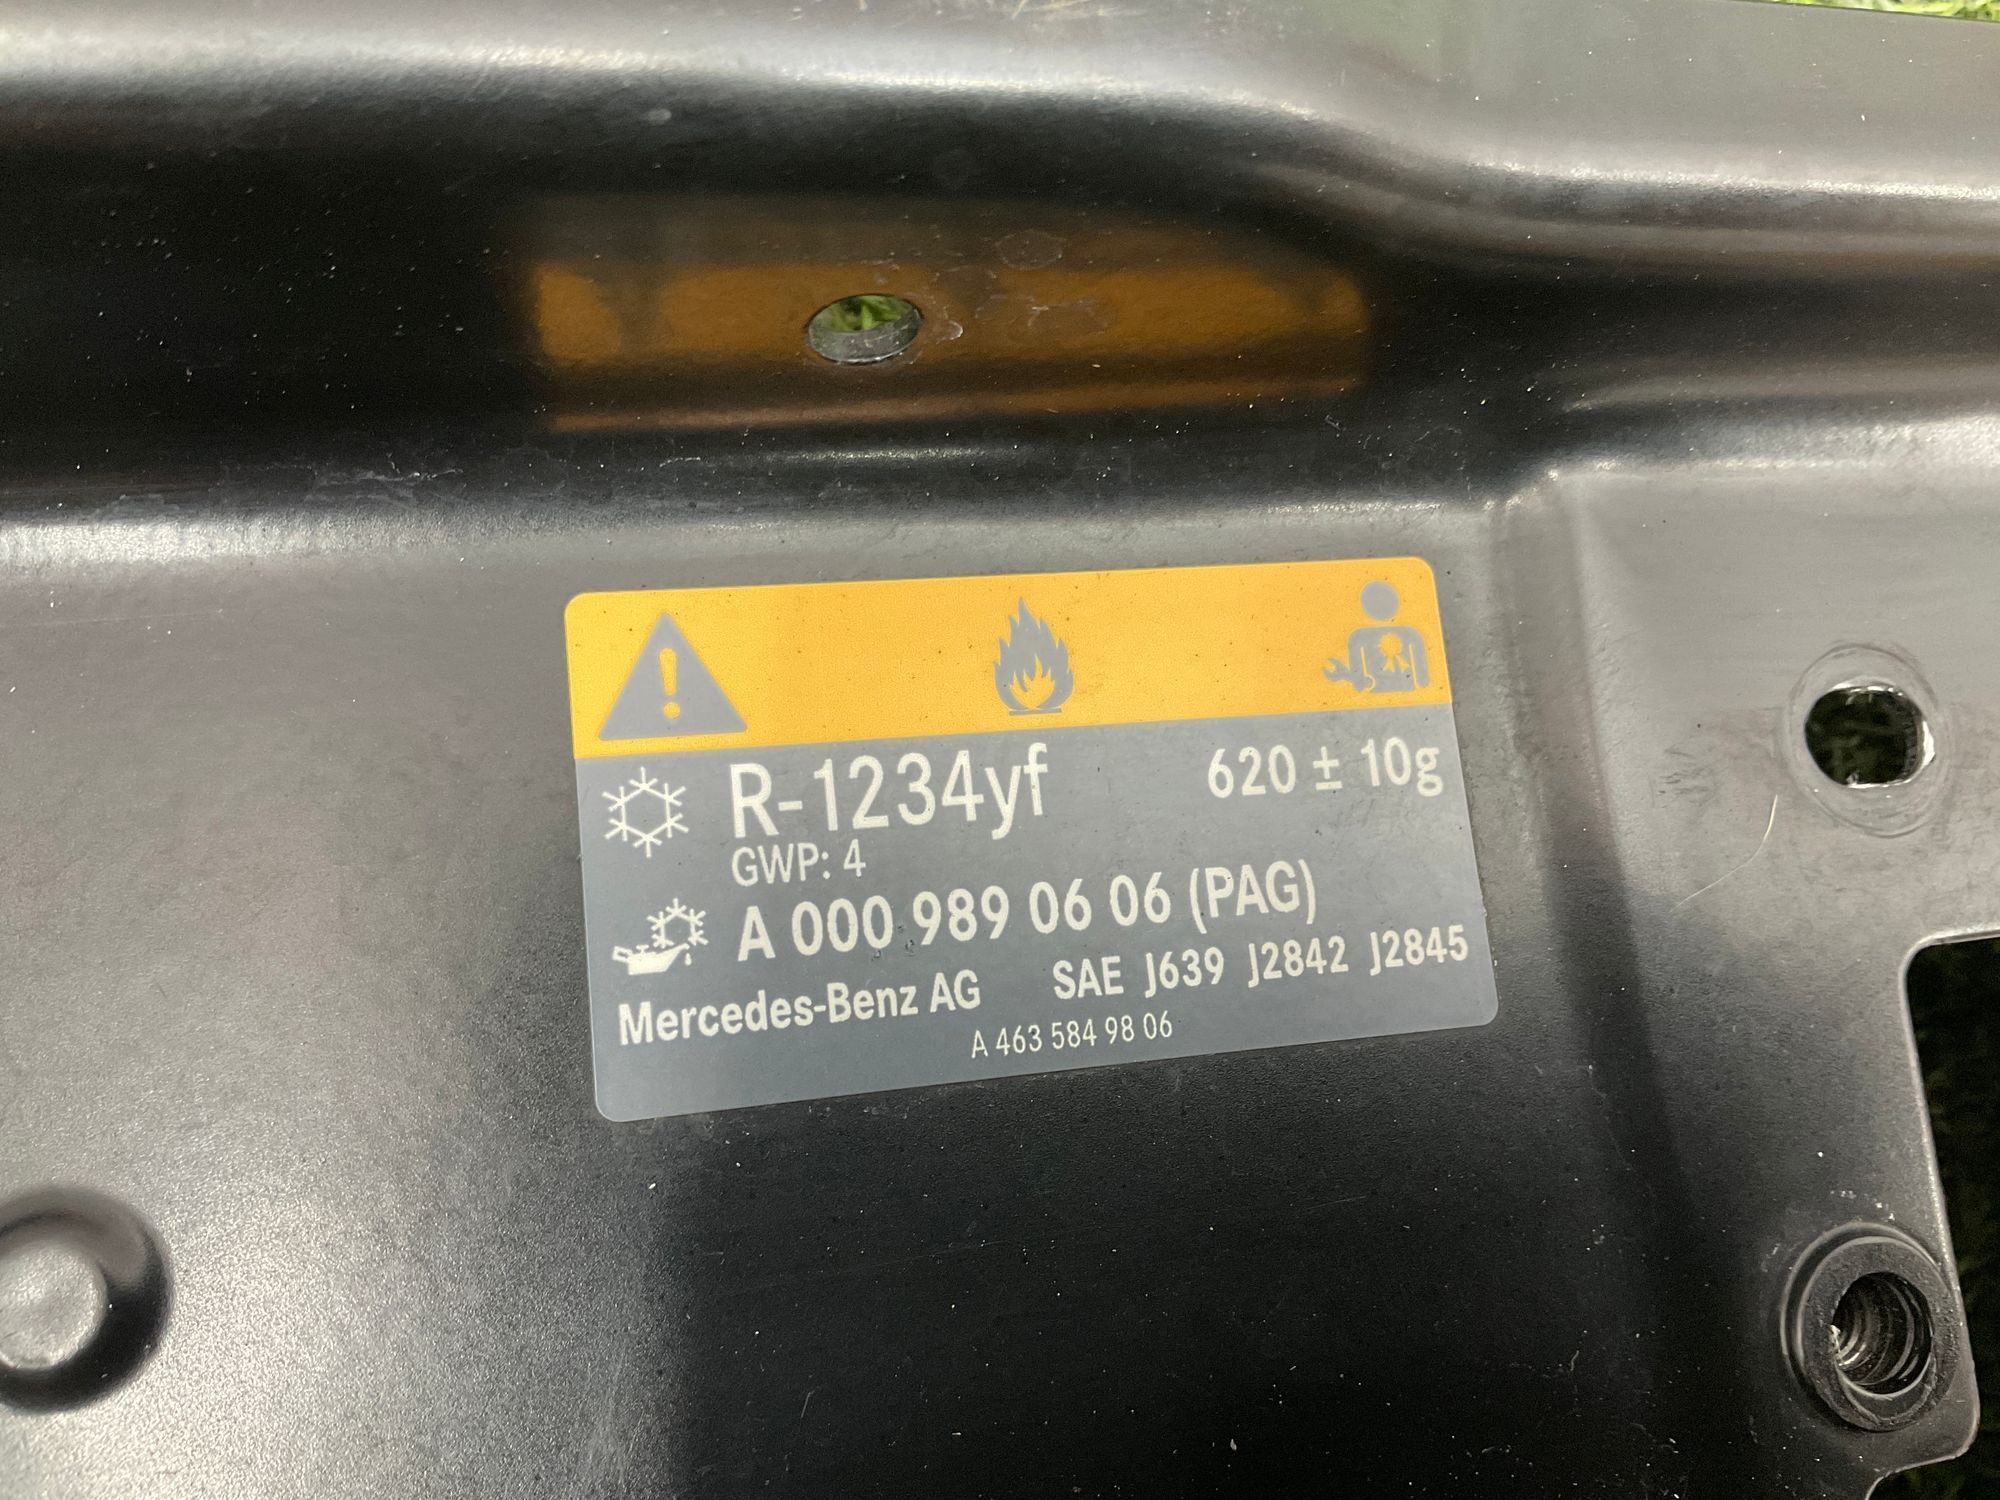 R-1234yf 620 ± 10g
GWP: 4
A 000 989 06 06 (PAG)
Mercedes-Benz AG SAE J639 J2842 J2845
A 463 584 98 06